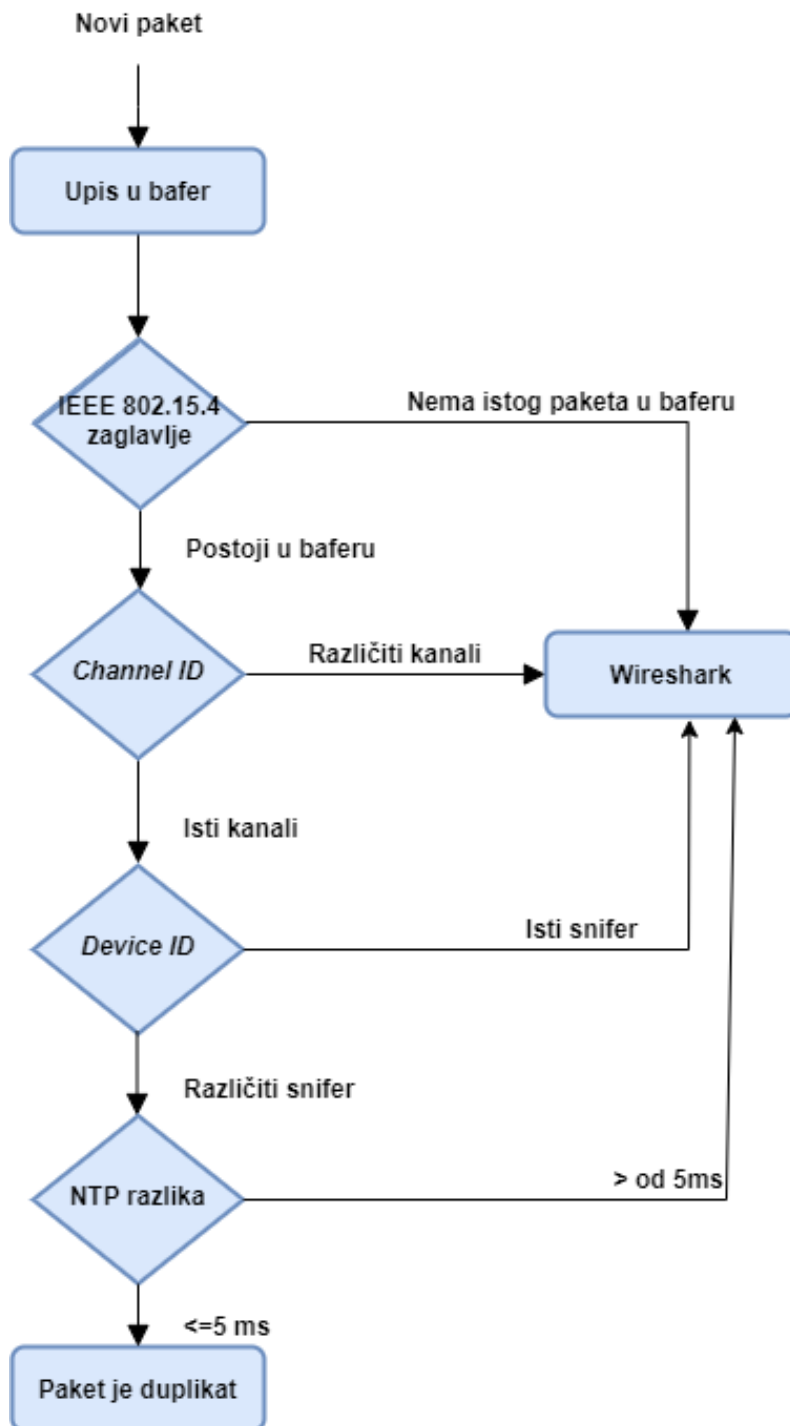 Novi paket
Upis u bafer
IEEE 802.15.4
zaglavlje
Nema istog paketa u baferu
Postoji u baferu
Channel ID
Različiti kanali
Wireshark
Isti kanali
Device ID
Isti snifer
Različiti snifer
NTP razlika
> od 5ms
<=5 ms
Paket je duplikat